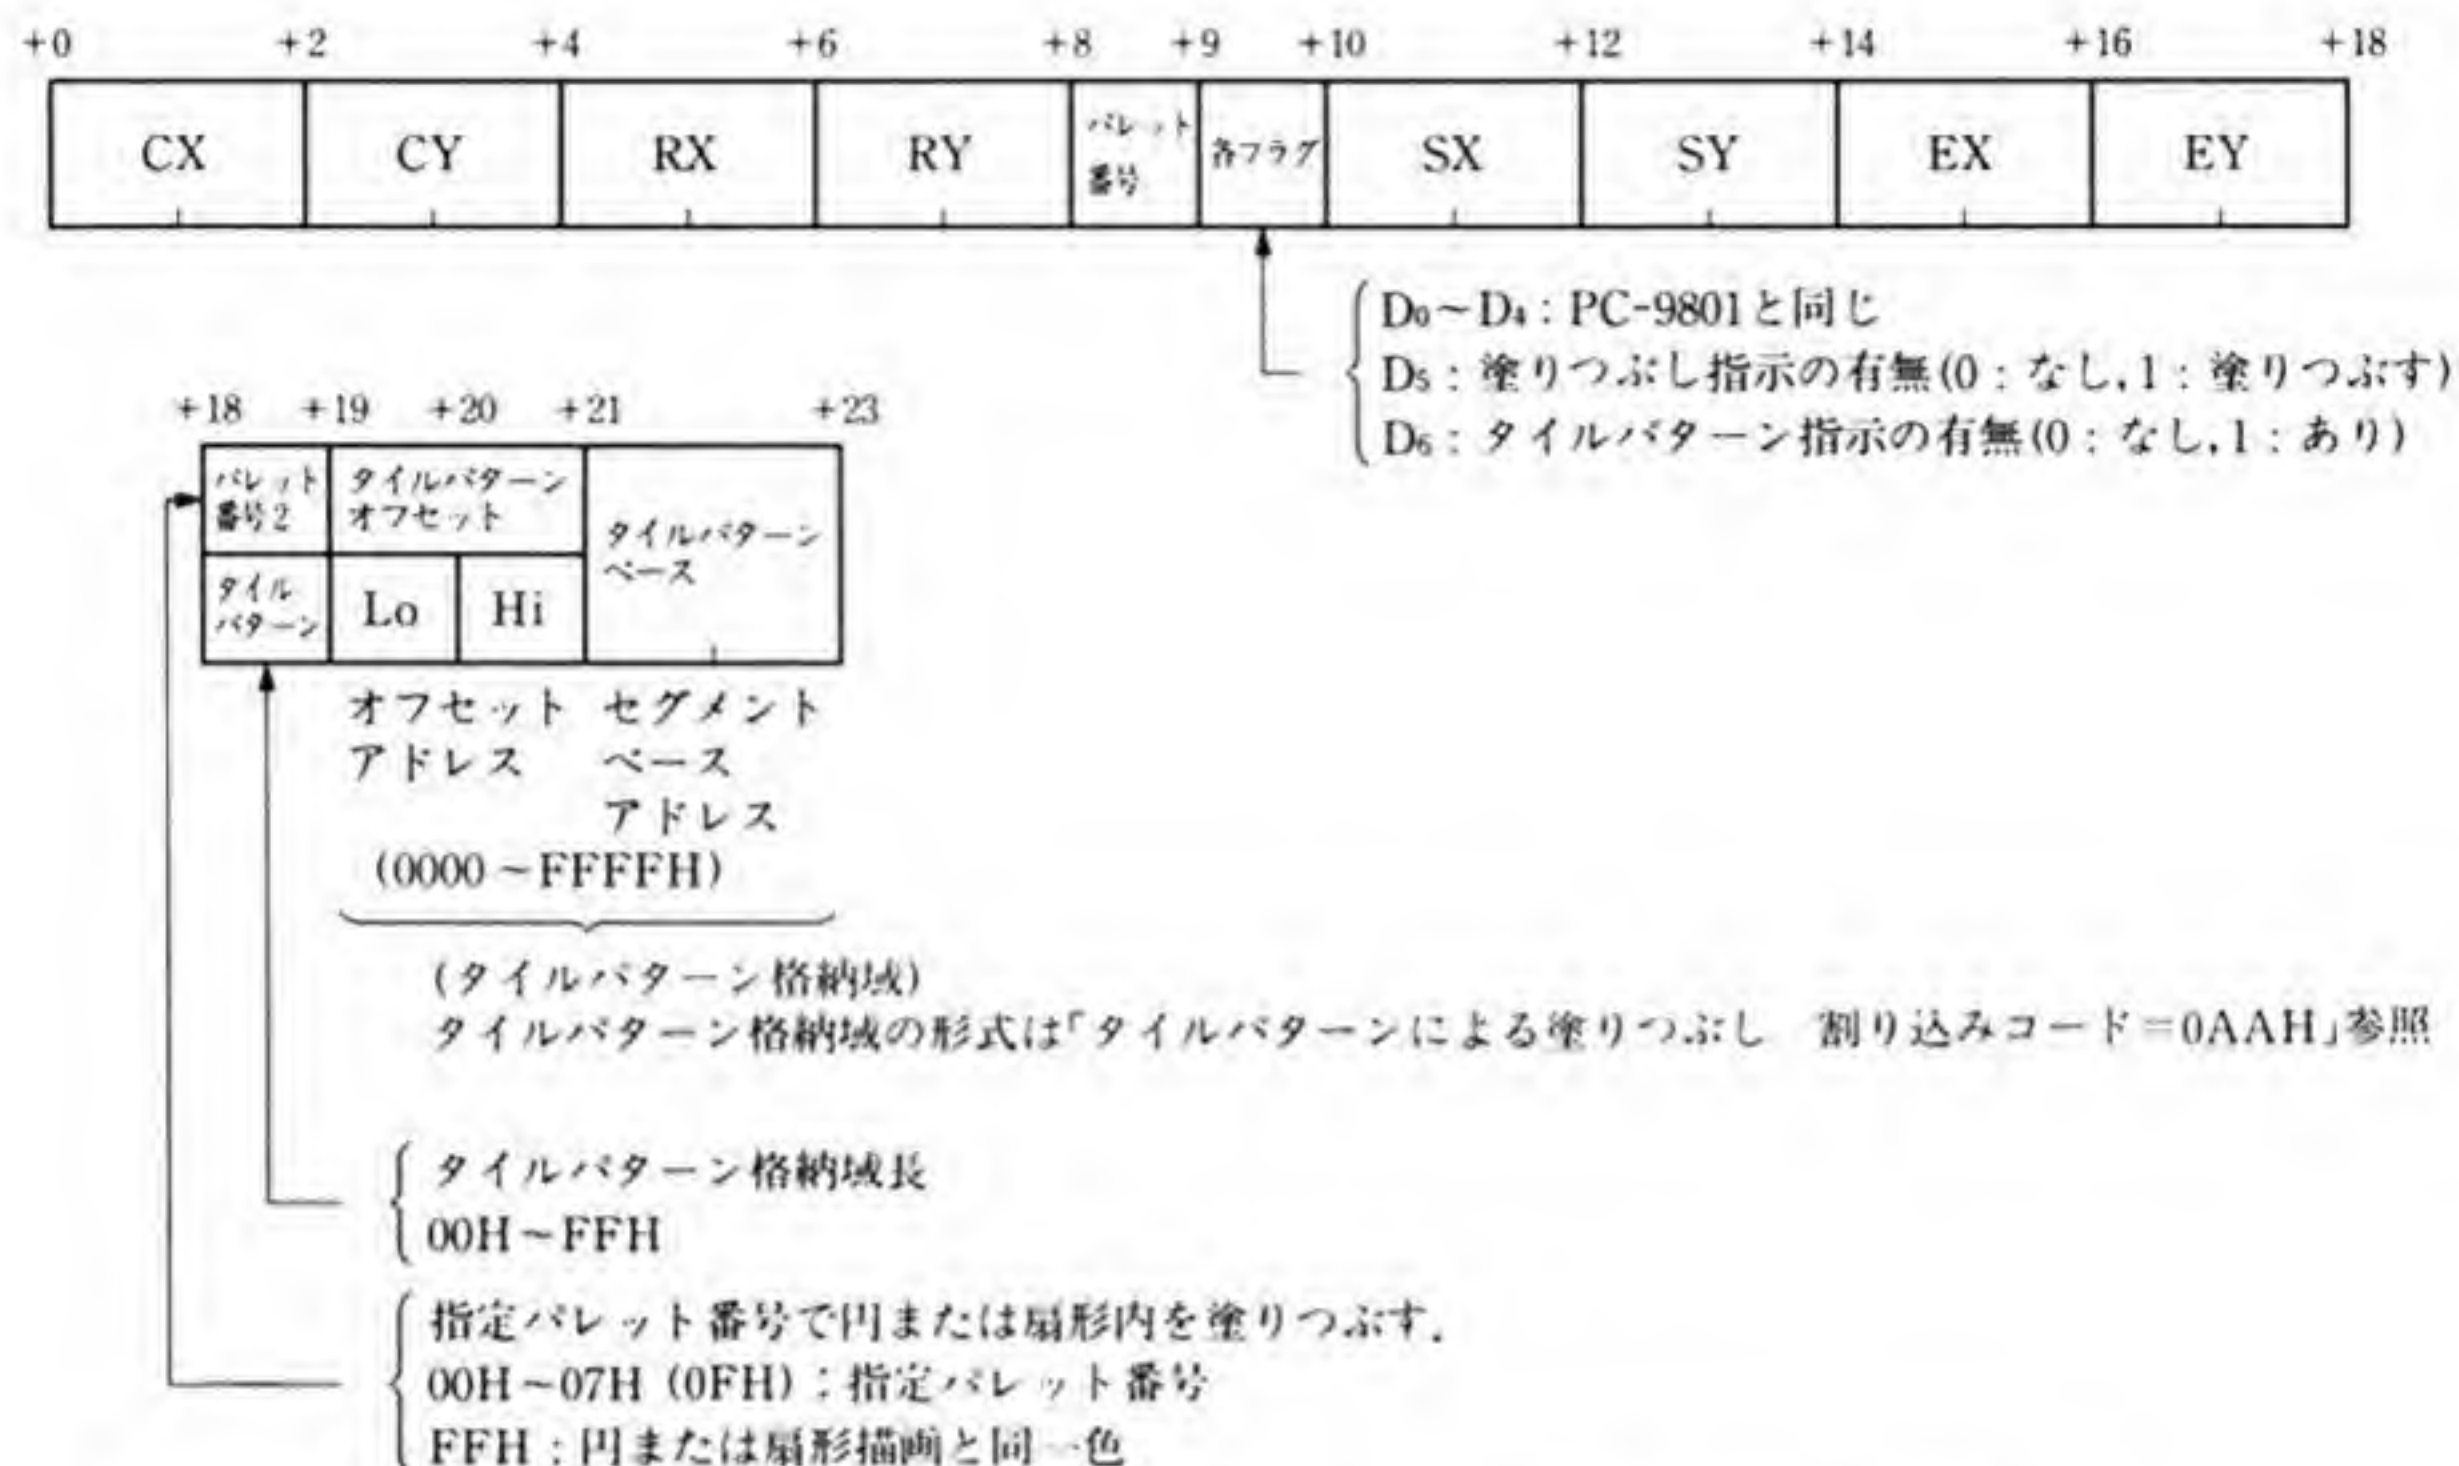 +0 +2 +4 +6 +8 +9 +10 +12 +14 +16 +18
CX CY RX RY パレット番号 各フラグ SX SY EX EY
D0～D4：PC-9801と同じ
D5：塗りつぶし指示の有無(0：なし,1：塗りつぶす)
D6：タイルパターン指示の有無(0：なし,1：あり)
+18 +19 +20 +21 +23
パレット
番号2
タイルパターン
オフセット
タイルパターン
ベース
タイル
パターン
Lo Hi
オフセット
アドレス
セグメント
ベース
アドレス
(0000～FFFFH)
(タイルパターン格納域)
タイルパターン格納域の形式は「タイルパターンによる塗りつぶし 割り込みコード=0AAH」参照
タイルパターン格納域長
00H～FFH
指定パレット番号で円または扇形内を塗りつぶす.
00H～07H (0FH)：指定パレット番号
FFH：円または扇形描画と同一色